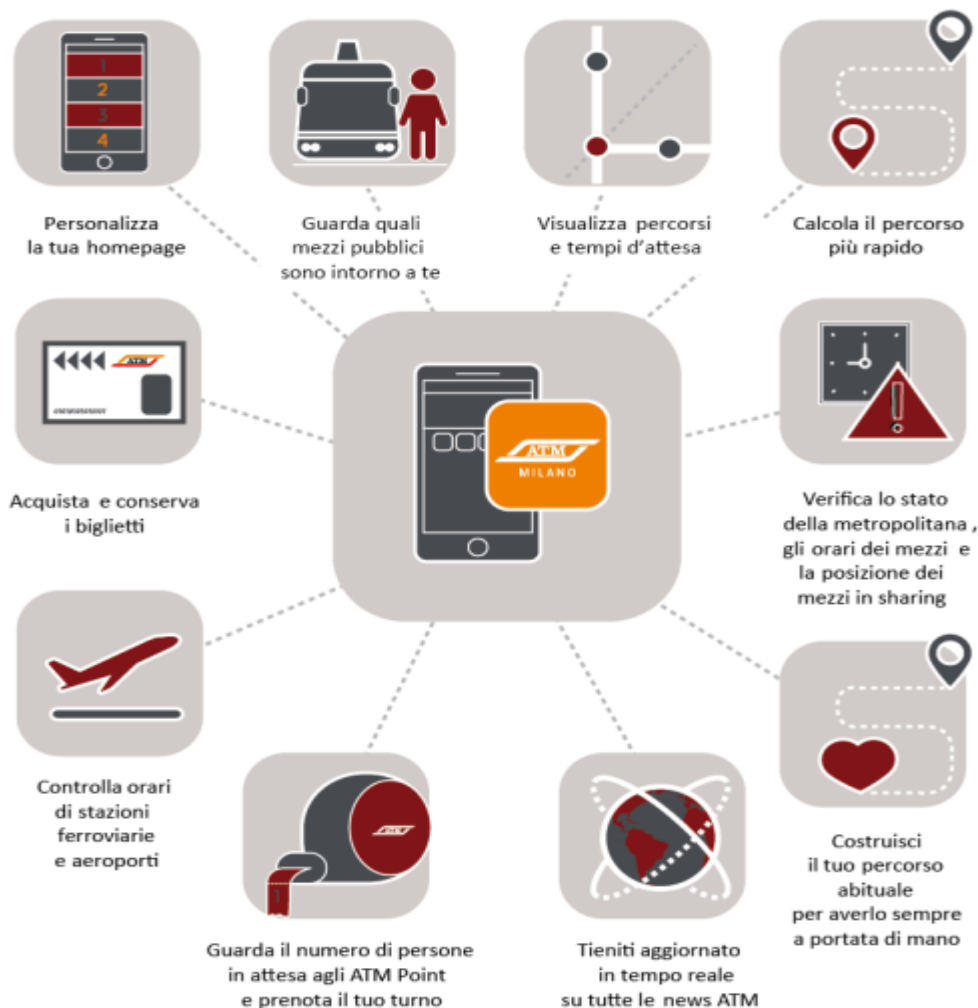 1
2
3
4
Personalizza
la tua homepage
Guarda quali
mezzi pubblici
sono intorno a te
Visualizza percorsi
e tempi d'attesa
Calcola il percorso
più rapido
ATM
Acquista e conserva
i biglietti
ATM
MILANO
Verifica lo stato
della metropolitana ,
gli orari dei mezzi e
la posizione dei
mezzi in sharing
Controlla orari
di stazioni
ferroviarie
e aeroporti
ATM
1
Guarda il numero di persone
in attesa agli ATM Point
e prenota il tuo turno
Tieniti aggiornato
in tempo reale
su tutte le news ATM
Costruisci
il tuo percorso
abituale
per averlo sempre
a portata di mano